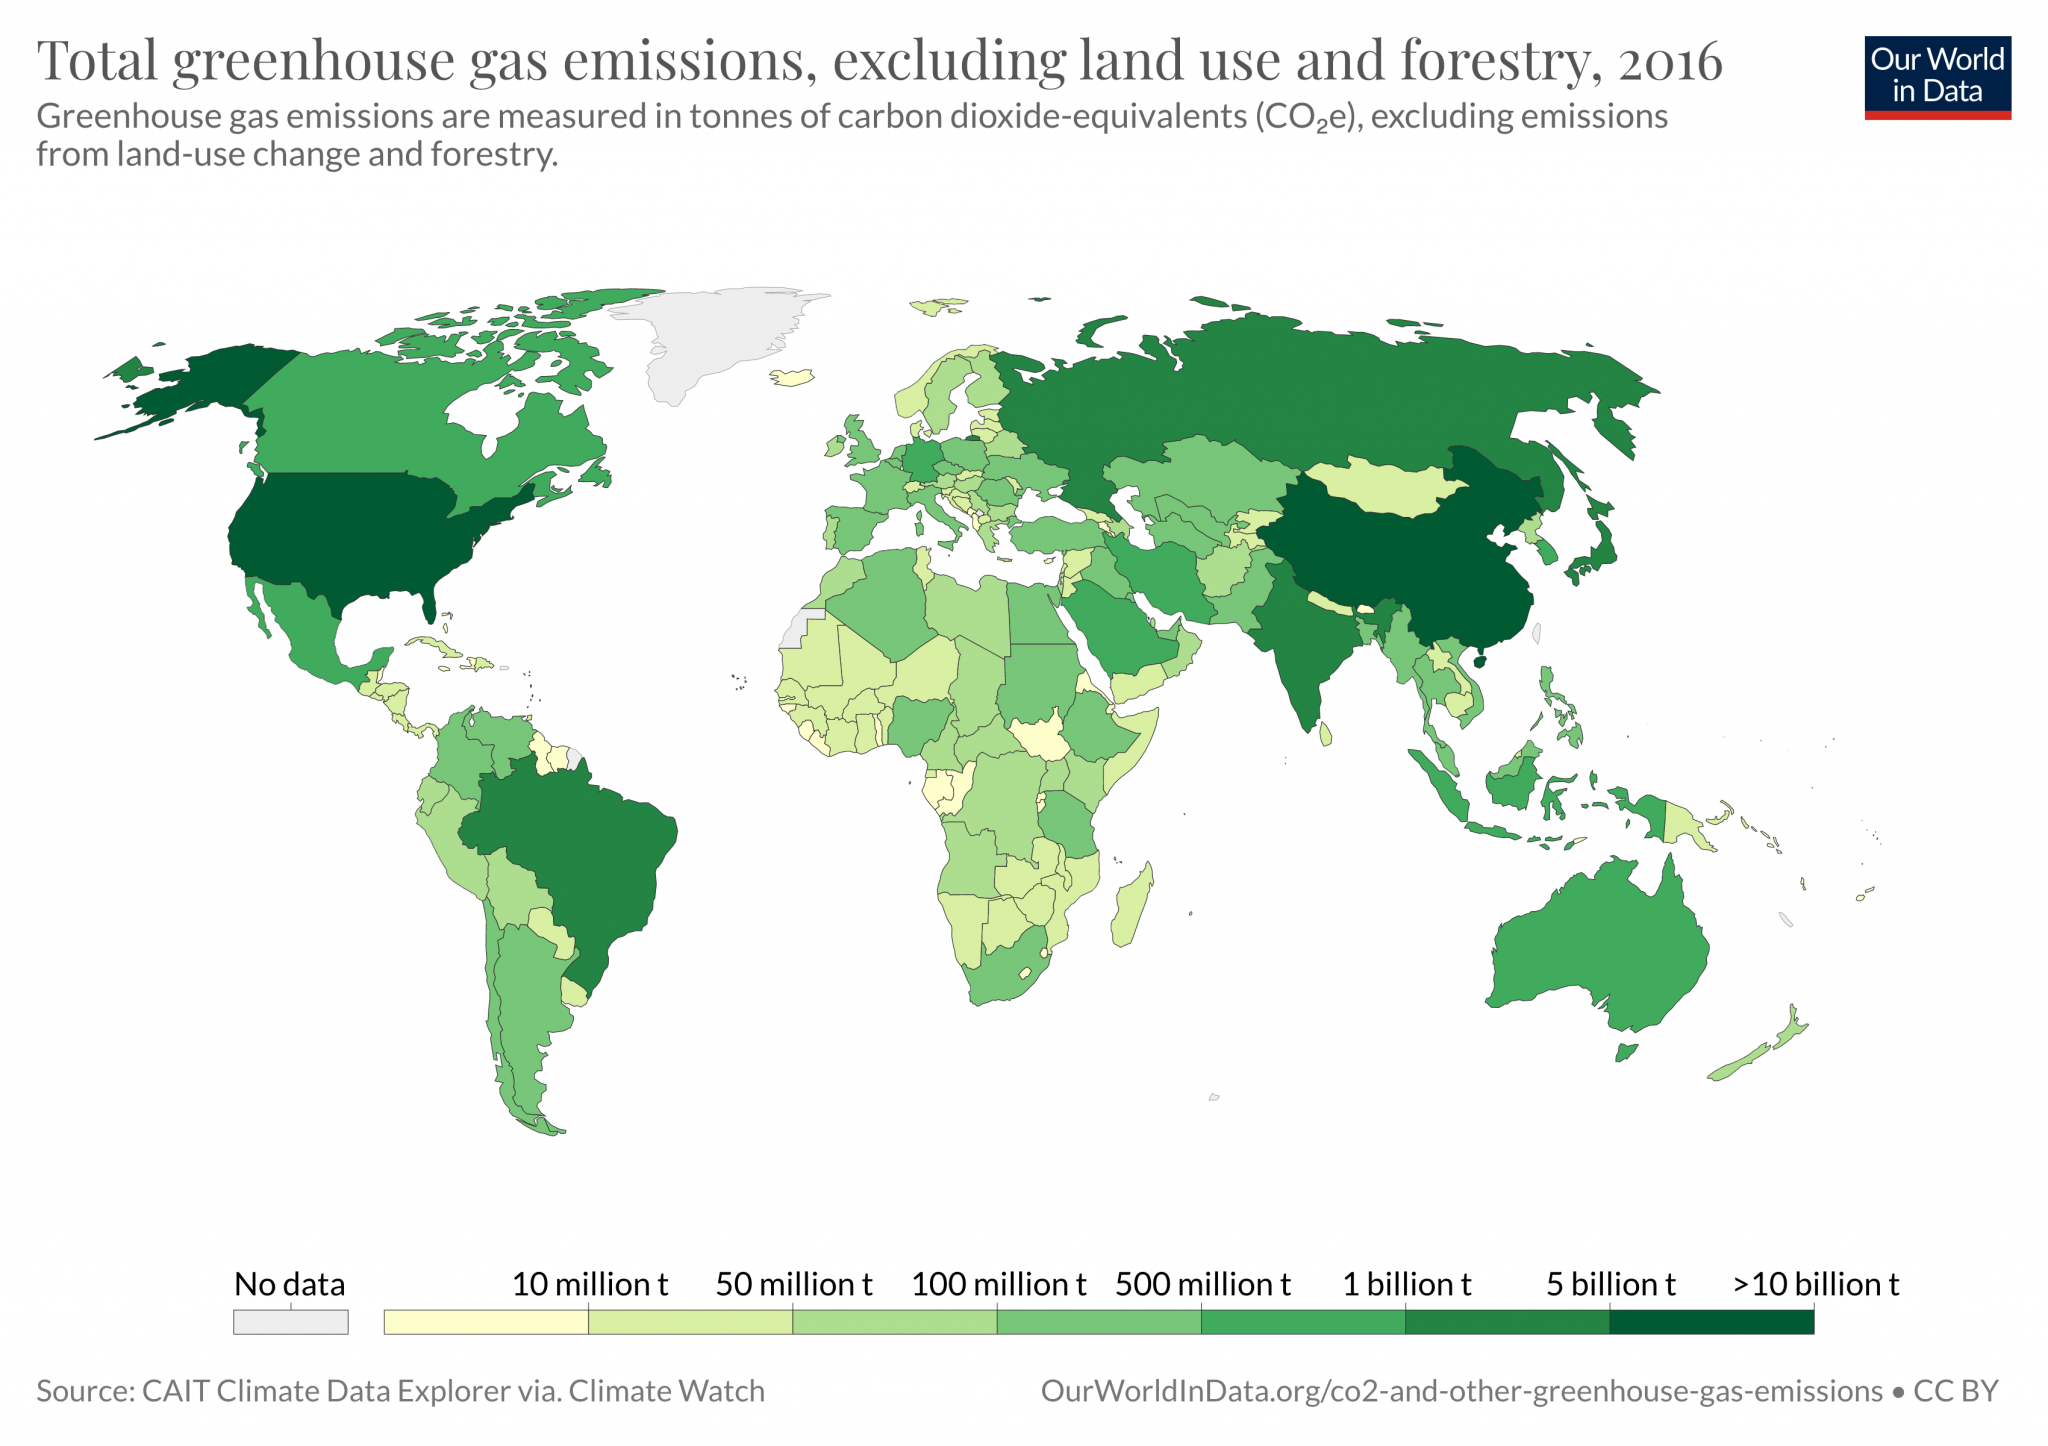 Total greenhouse gas emissions, excluding land use and forestry, 2016
Our World
in Data
Greenhouse gas emissions are measured in tonnes of carbon dioxide-equivalents (CO₂e), excluding emissions
from land-use change and forestry.
No data
10 million t
50 million t
100 million t
500 million t
1 billion t
5 billion t
>10 billion t
Source: CAIT Climate Data Explorer via. Climate Watch
OurWorldInData.org/co2-and-other-greenhouse-gas-emissions • CC BY